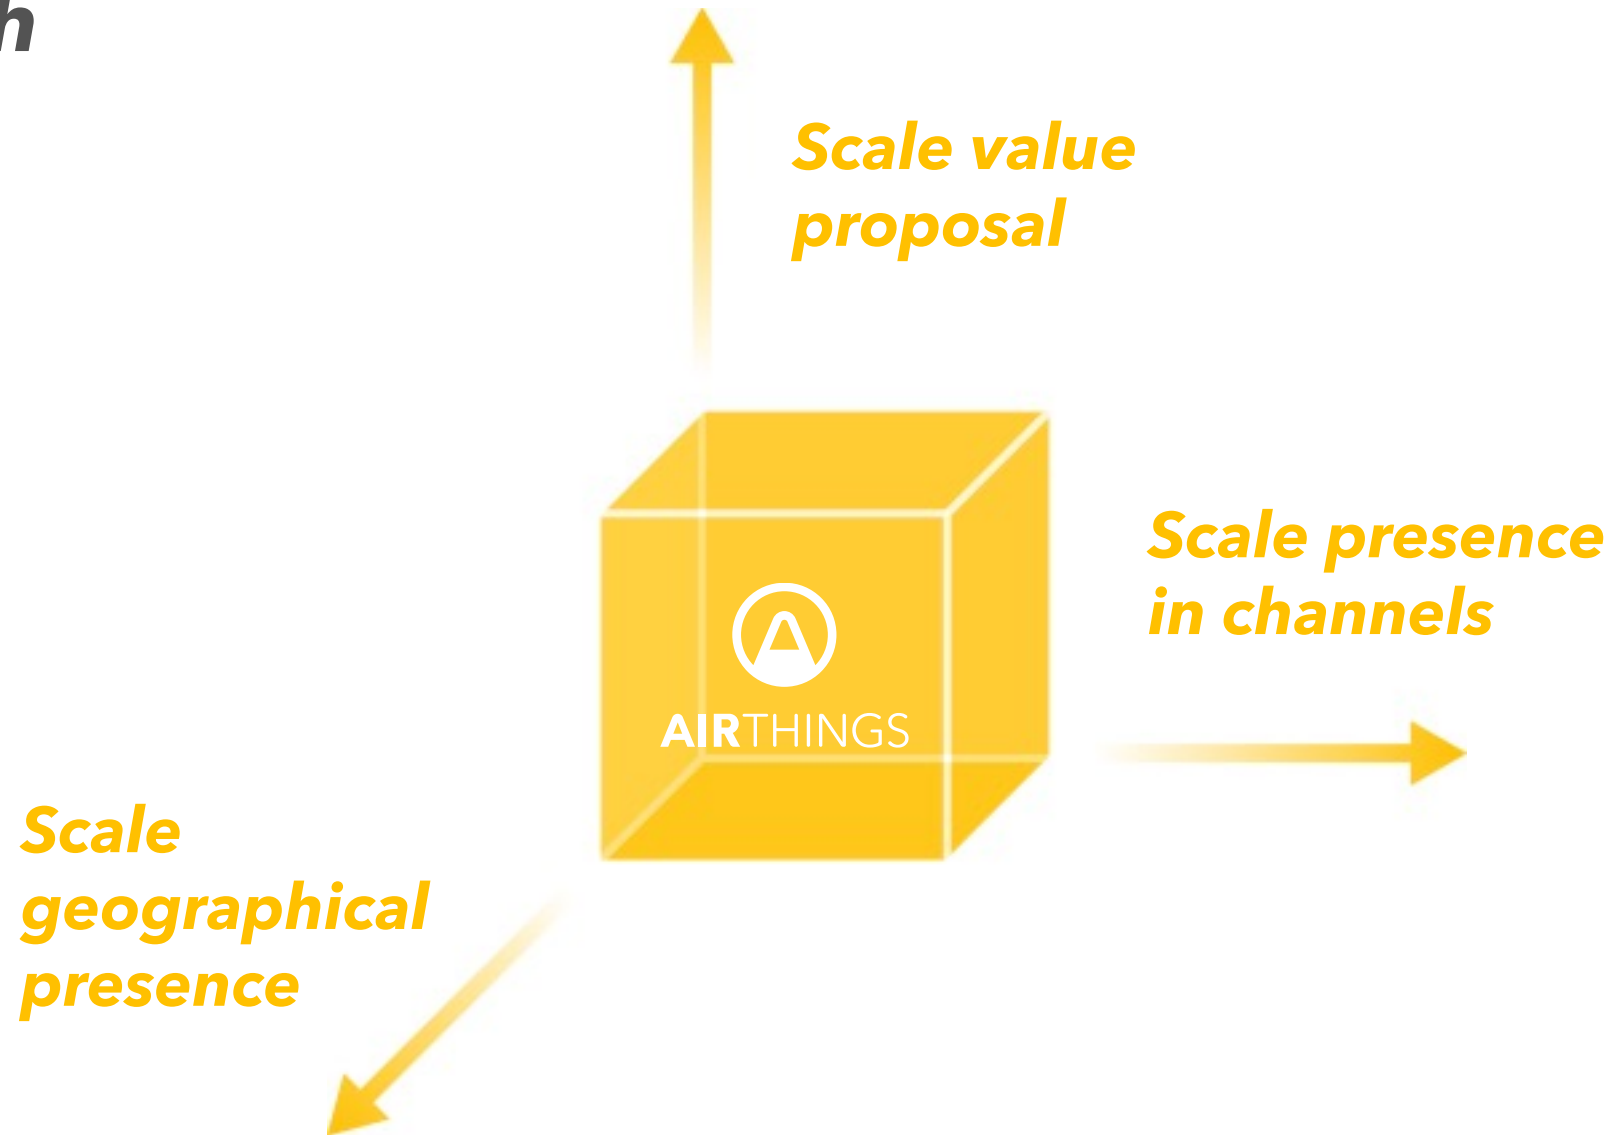 h
Scale value
proposal
Scale presence
in channels
AIRTHINGS
Scale
geographical
presence